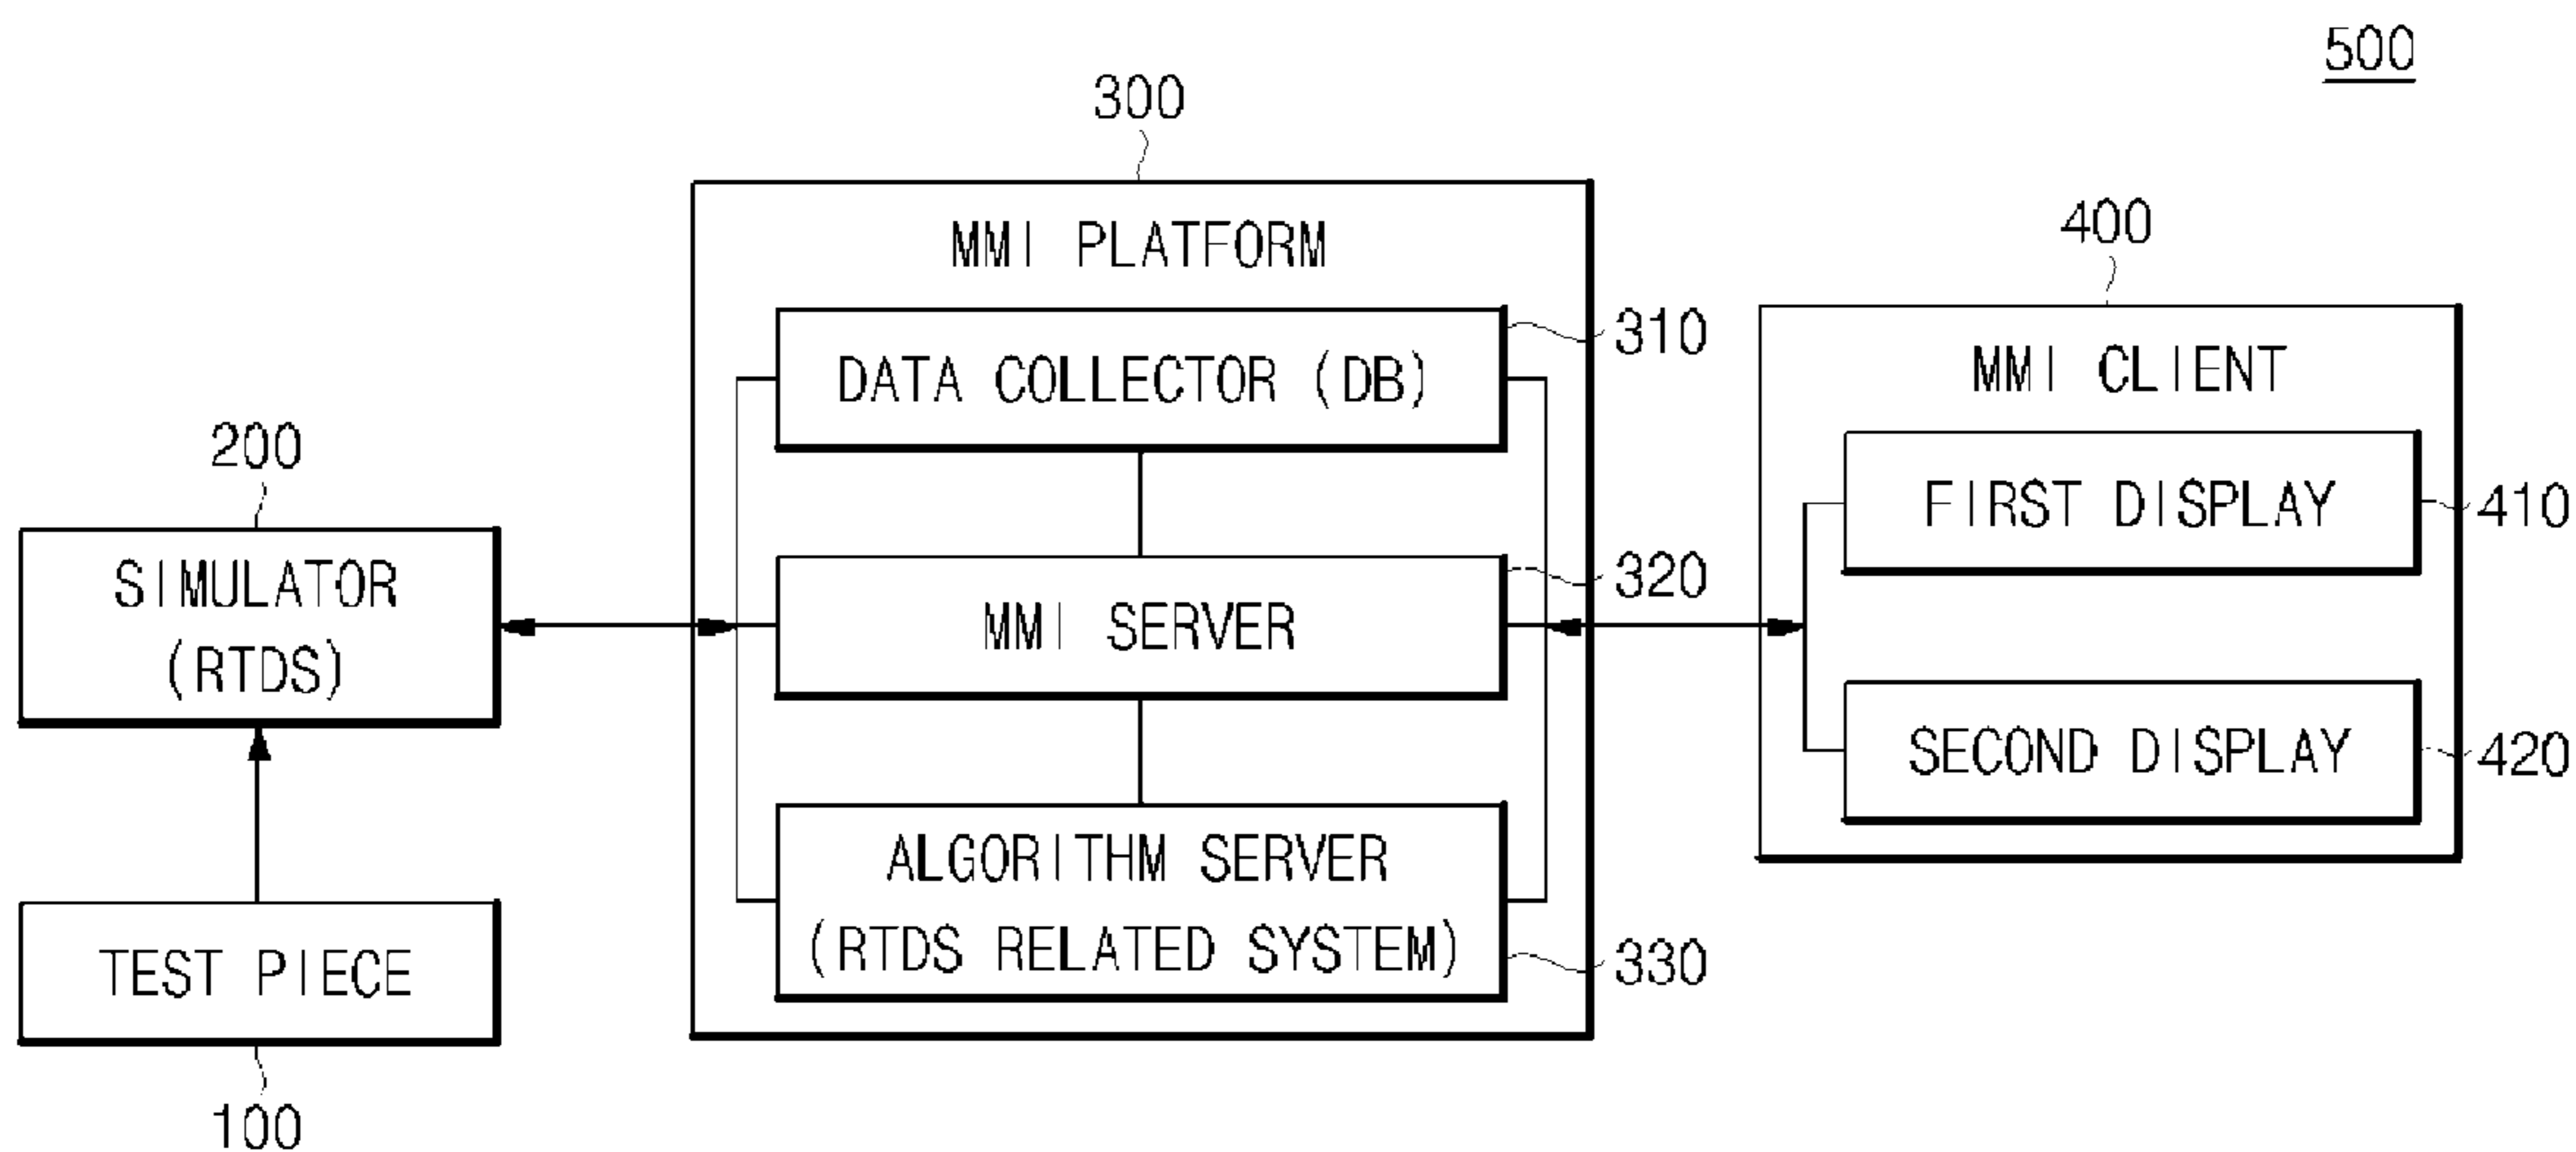 500
300
MMI PLATFORM
400
310
DATA COLLECTOR (DB)
MMI CLIENT
200
FIRST DISPLAY
410
SIMULATOR
(RTDS)
320
MMI SERVER
SECOND DISPLAY
420
ALGORITHM SERVER
(RTDS RELATED SYSTEM)
330
TEST PIECE
100